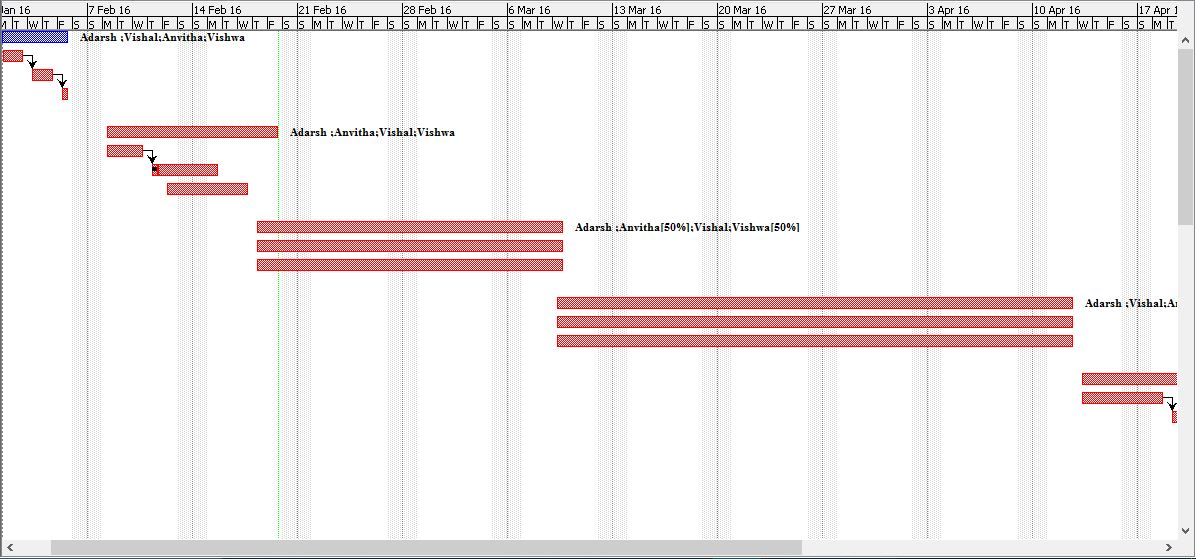 an 16 7 Feb 16 14 Feb 16 21 Feb 16 28 Feb 16 6 Mar 16 13 Mar 16 20 Mar 16 27 Mar 16 3 Apr 16 10 Apr 16 17 Apr 1
M T W T F S S M T W T F S S M T W T F S S M T W T F S S M T W T F S S M T W T F S S M T W T F S S M T W T F S S M T W T F S S M T W T F S S M T W T F S S M T
Adarsh ;Vishal;Anvitha;Vishwa
Adarsh ;Anvitha;Vishal;Vishwa
Adarsh ;Anvitha[50%];Vishal;Vishwa[50%]
Adarsh ;Vishal;A